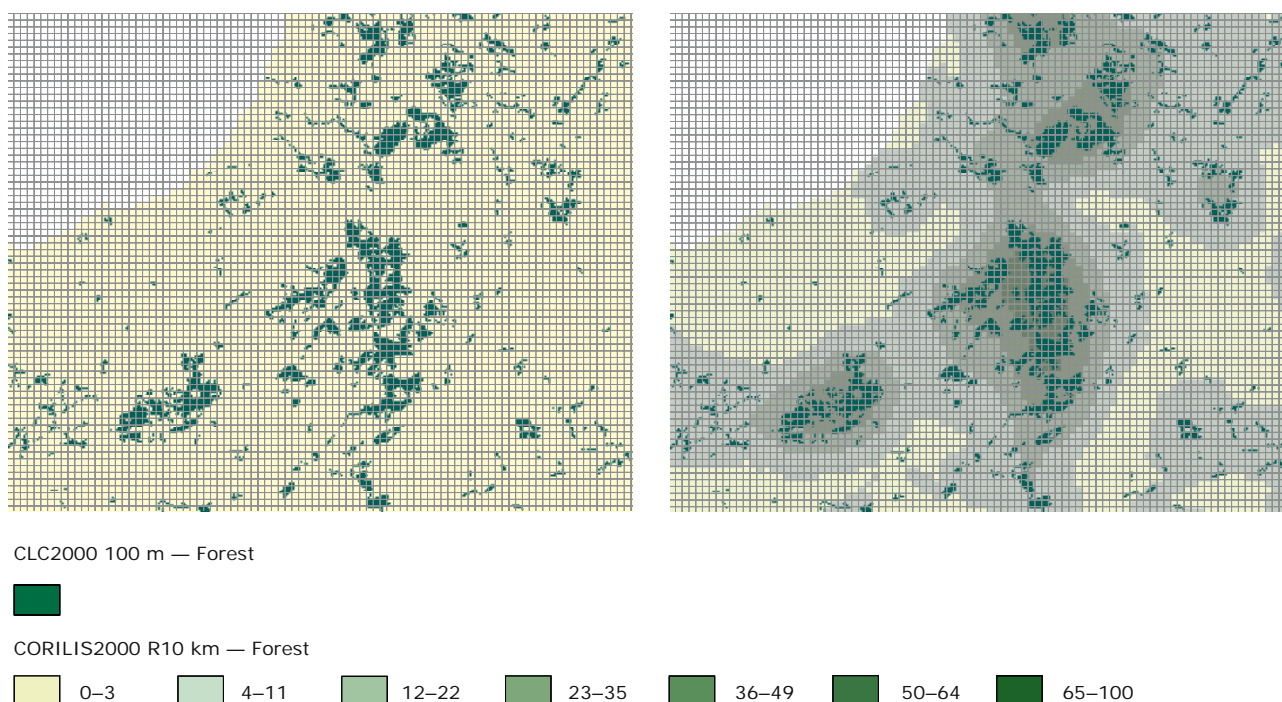 CLC2000 100 m — Forest
CORILIS2000 R10 km — Forest
0–3 4–11 12–22 23–35 36–49 50–64 65–100